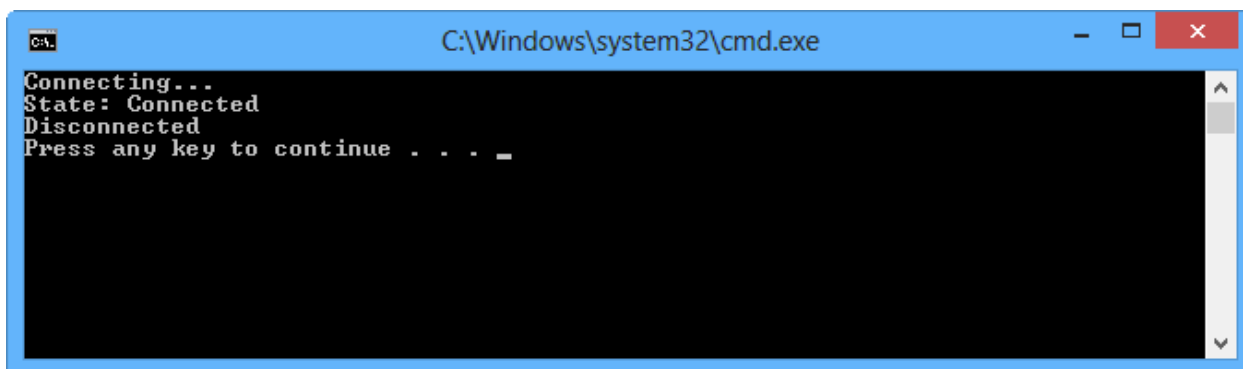 C:\Windows\system32\cmd.exe
Connecting...
State: Connected
Disconnected
Press any key to continue . . . _